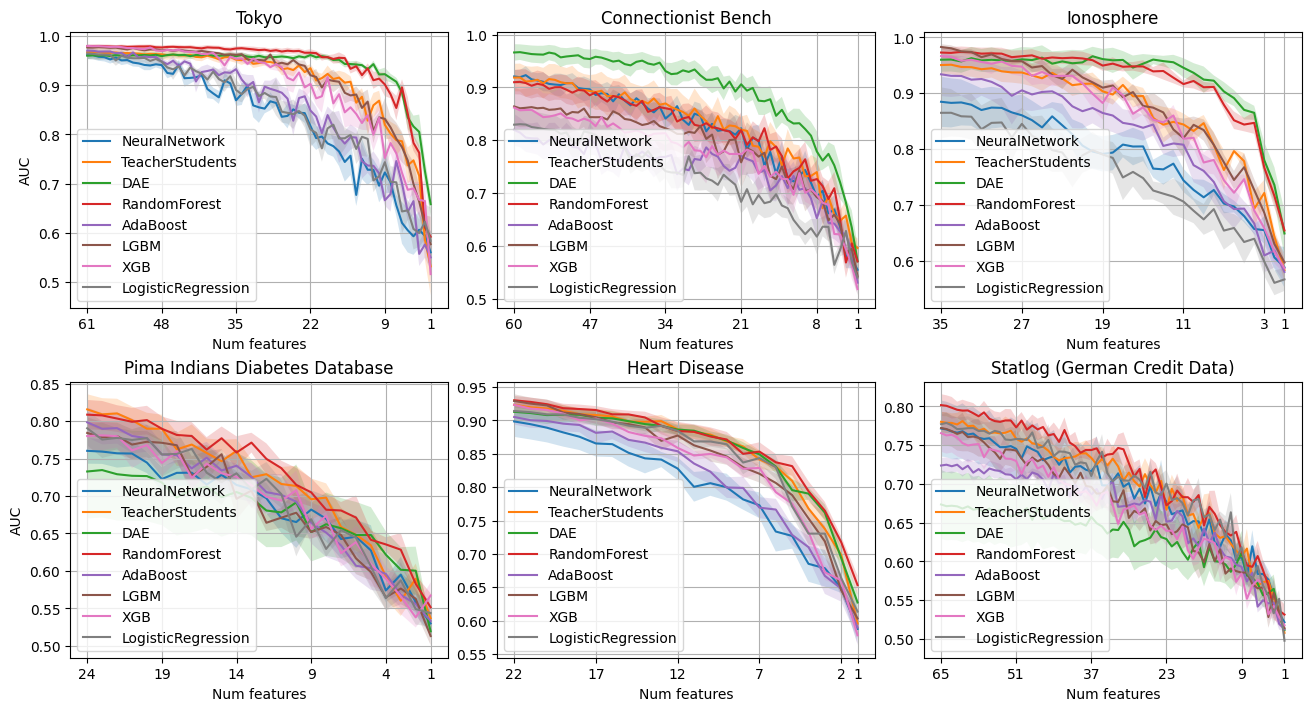 Tokyo
1.0
0.9
0.8
0.7
0.6
0.5
AUC
NeuralNetwork
TeacherStudents
DAE
RandomForest
AdaBoost
LGBM
XGB
LogisticRegression
61 48 35 22 9 1
Num features
Connectionist Bench
1.0
0.9
0.8
0.7
0.6
0.5
NeuralNetwork
TeacherStudents
DAE
RandomForest
AdaBoost
LGBM
XGB
LogisticRegression
60 47 34 21 8 1
Num features
Ionosphere
1.0
0.9
0.8
0.7
0.6
NeuralNetwork
TeacherStudents
DAE
RandomForest
AdaBoost
LGBM
XGB
LogisticRegression
35 27 19 11 3 1
Num features
Pima Indians Diabetes Database
0.85
0.80
0.75
0.70
0.65
0.60
0.55
0.50
AUC
NeuralNetwork
TeacherStudents
DAE
RandomForest
AdaBoost
LGBM
XGB
LogisticRegression
24 19 14 9 4 1
Num features
Heart Disease
0.95
0.90
0.85
0.80
0.75
0.70
0.65
0.60
0.55
NeuralNetwork
TeacherStudents
DAE
RandomForest
AdaBoost
LGBM
XGB
LogisticRegression
22 17 12 7 2 1
Num features
Statlog (German Credit Data)
0.80
0.75
0.70
0.65
0.60
0.55
0.50
NeuralNetwork
TeacherStudents
DAE
RandomForest
AdaBoost
LGBM
XGB
LogisticRegression
65 51 37 23 9 1
Num features